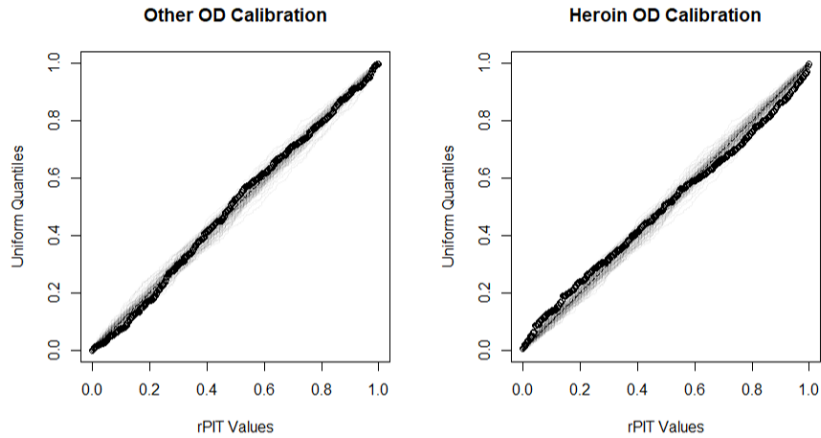 Other OD Calibration
Uniform Quantiles
1.0
0.8
0.6
0.4
0.2
0.0
0.0 0.2 0.4 0.6 0.8 1.0
rPIT Values
Heroin OD Calibration
Uniform Quantiles
1.0
0.8
0.6
0.4
0.2
0.0
0.0 0.2 0.4 0.6 0.8 1.0
rPIT Values